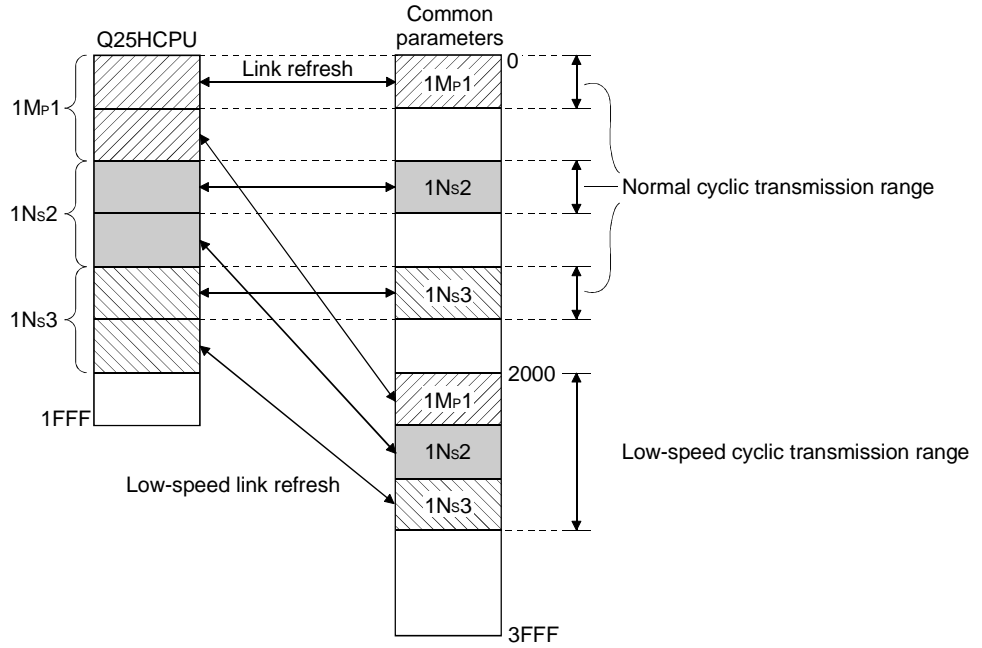 Common
parameters
Q25HCPU
0
Link refresh
1MP1
1MP1
1NS2
1NS2
Normal cyclic transmission range
1NS3
1NS3
2000
1MP1
1FFF
1NS2
Low-speed cyclic transmission range
Low-speed link refresh
1NS3
3FFF